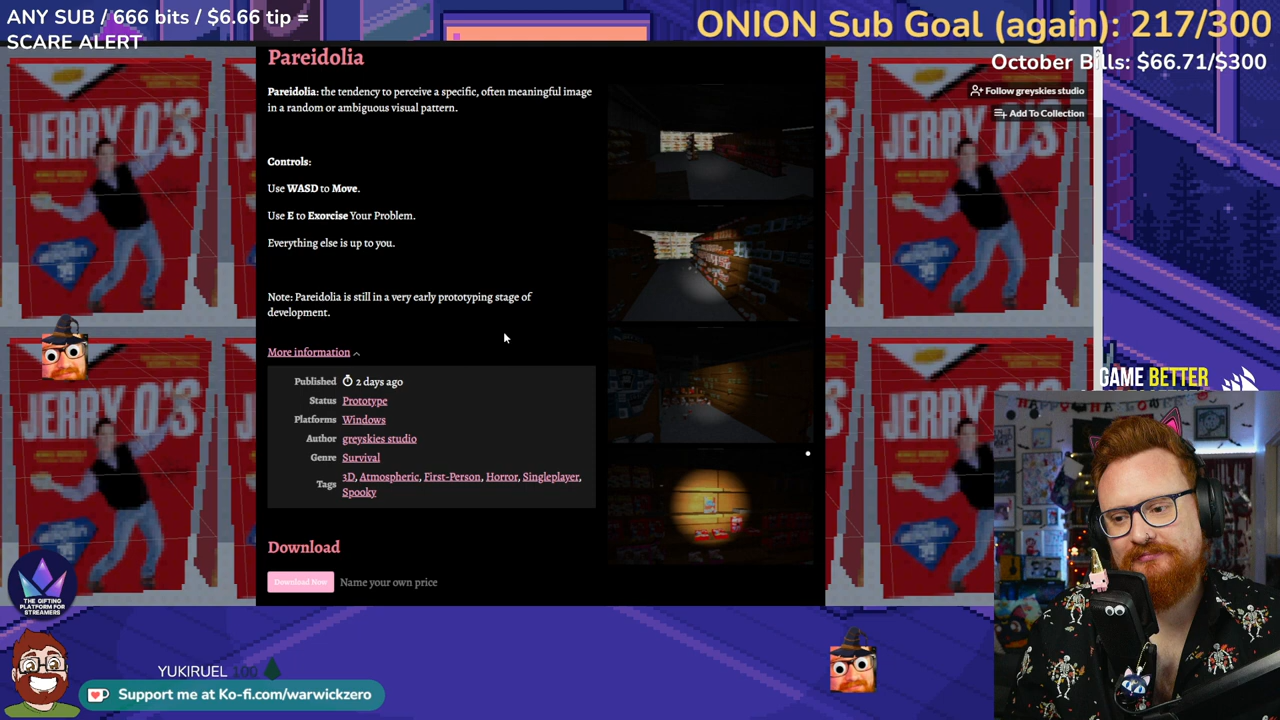 ANY SUB / 666 bits / $6.66 tip =
SCARE ALERT
ONION Sub Goal (again): 217/300
October Bills: $66.71/$300
Follow greyskies studio
Add To Collection
Pareidolia
Pareidolia: the tendency to perceive a specific, often meaningful image
in a random or ambiguous visual pattern.
Controls:
Use WASD to Move.
Use E to Exorcise Your Problem.
Everything else is up to you.
Note: Pareidolia is still in a very early prototyping stage of
development.
More information
Published 2 days ago
Status Prototype
Platforms Windows
Author greyskies studio
Genre Survival
Tags 3D, Atmospheric, First-Person, Horror, Singleplayer,
Spooky
Download
Download Now Name your own price
JERRY O'S
JERRY O'S
JERRY O'S
JERRY O'S
GAME BETTER
THE GIFTING
PLATFORM FOR
STREAMERS
YUKIRUEL 100
Support me at Ko-fi.com/warwickzero